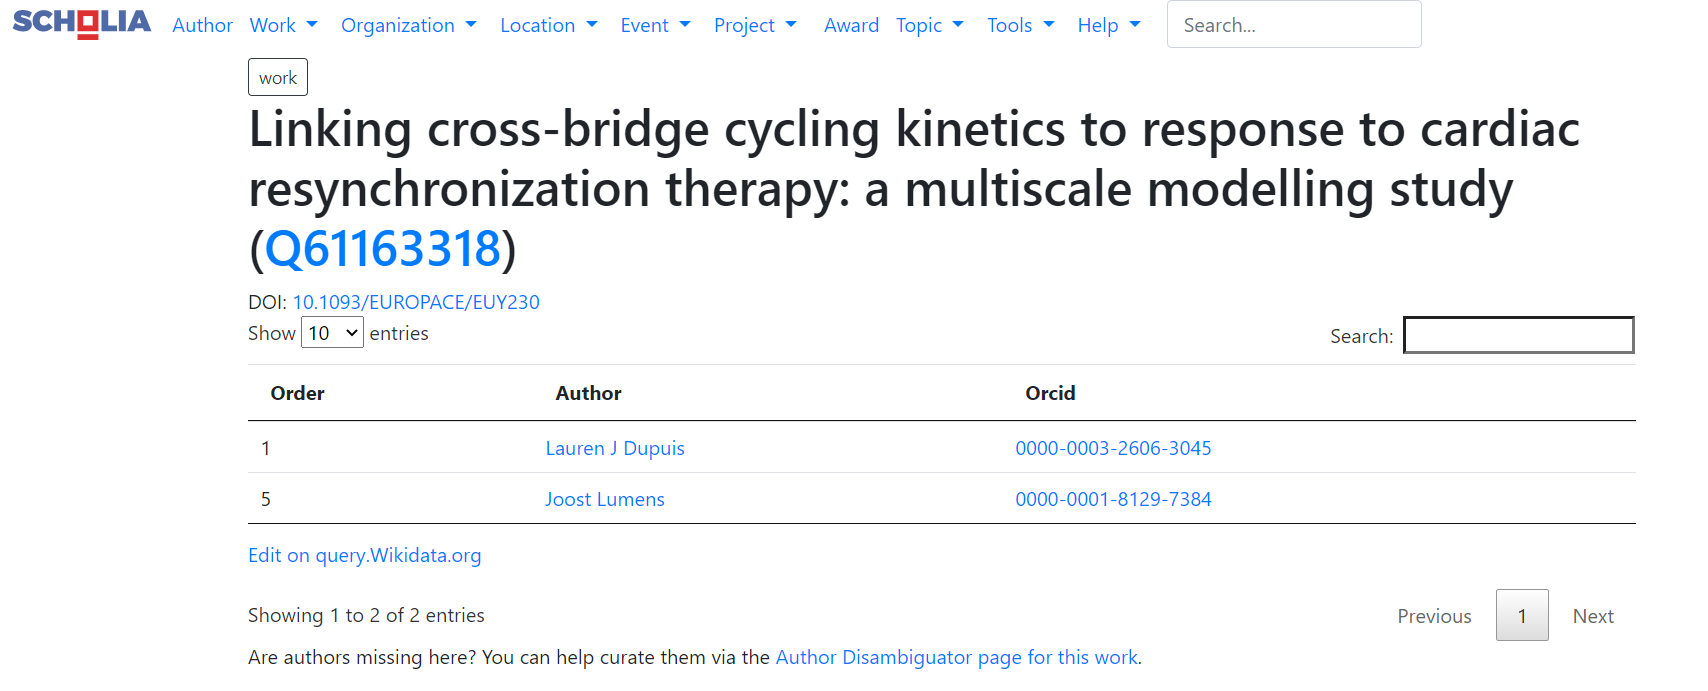 SCHOLIA Author Work Organization Location Event Project Award Topic Tools Help Search...
work
Linking cross-bridge cycling kinetics to response to cardiac
resynchronization therapy: a multiscale modelling study
(Q61163318)
DOI: 10.1093/EUROPACE/EUY230
Show 10 entries Search:
Order Author Orcid
1 Lauren J Dupuis 0000-0003-2606-3045
5 Joost Lumens 0000-0001-8129-7384
Edit on query.Wikidata.org
Showing 1 to 2 of 2 entries Previous 1 Next
Are authors missing here? You can help curate them via the Author Disambiguator page for this work.